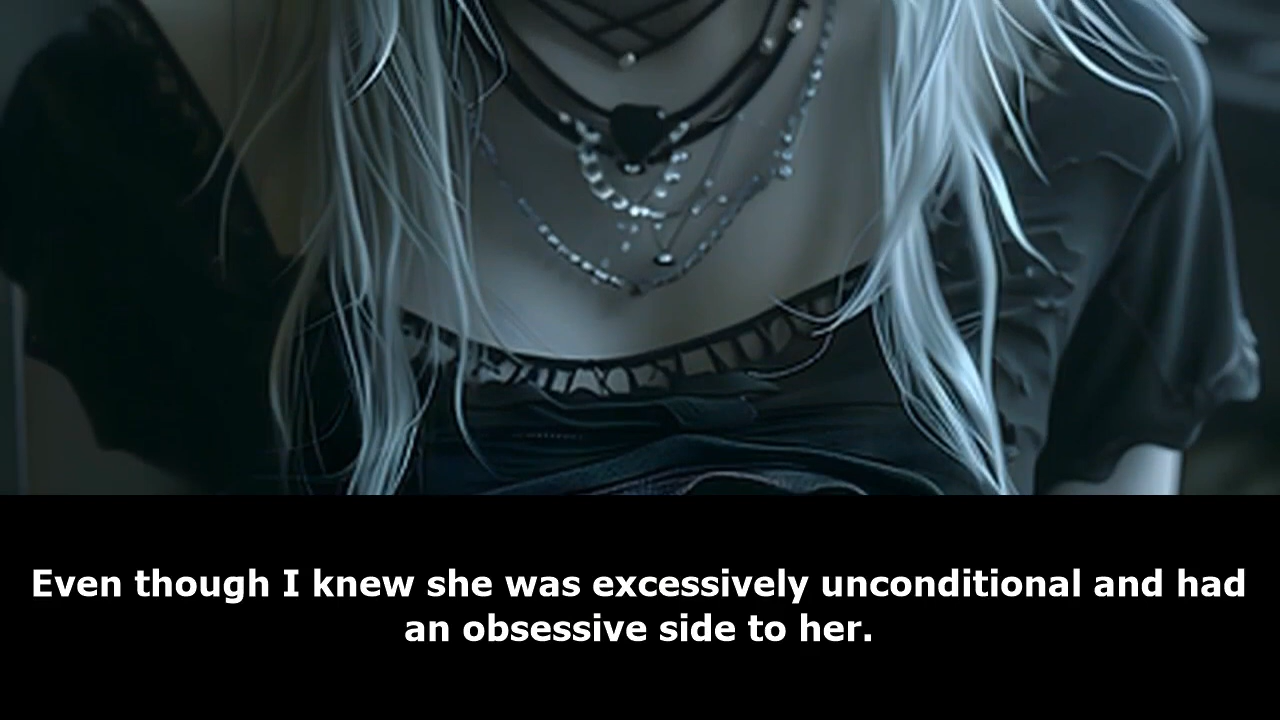 Even though I knew she was excessively unconditional and had
an obsessive side to her.